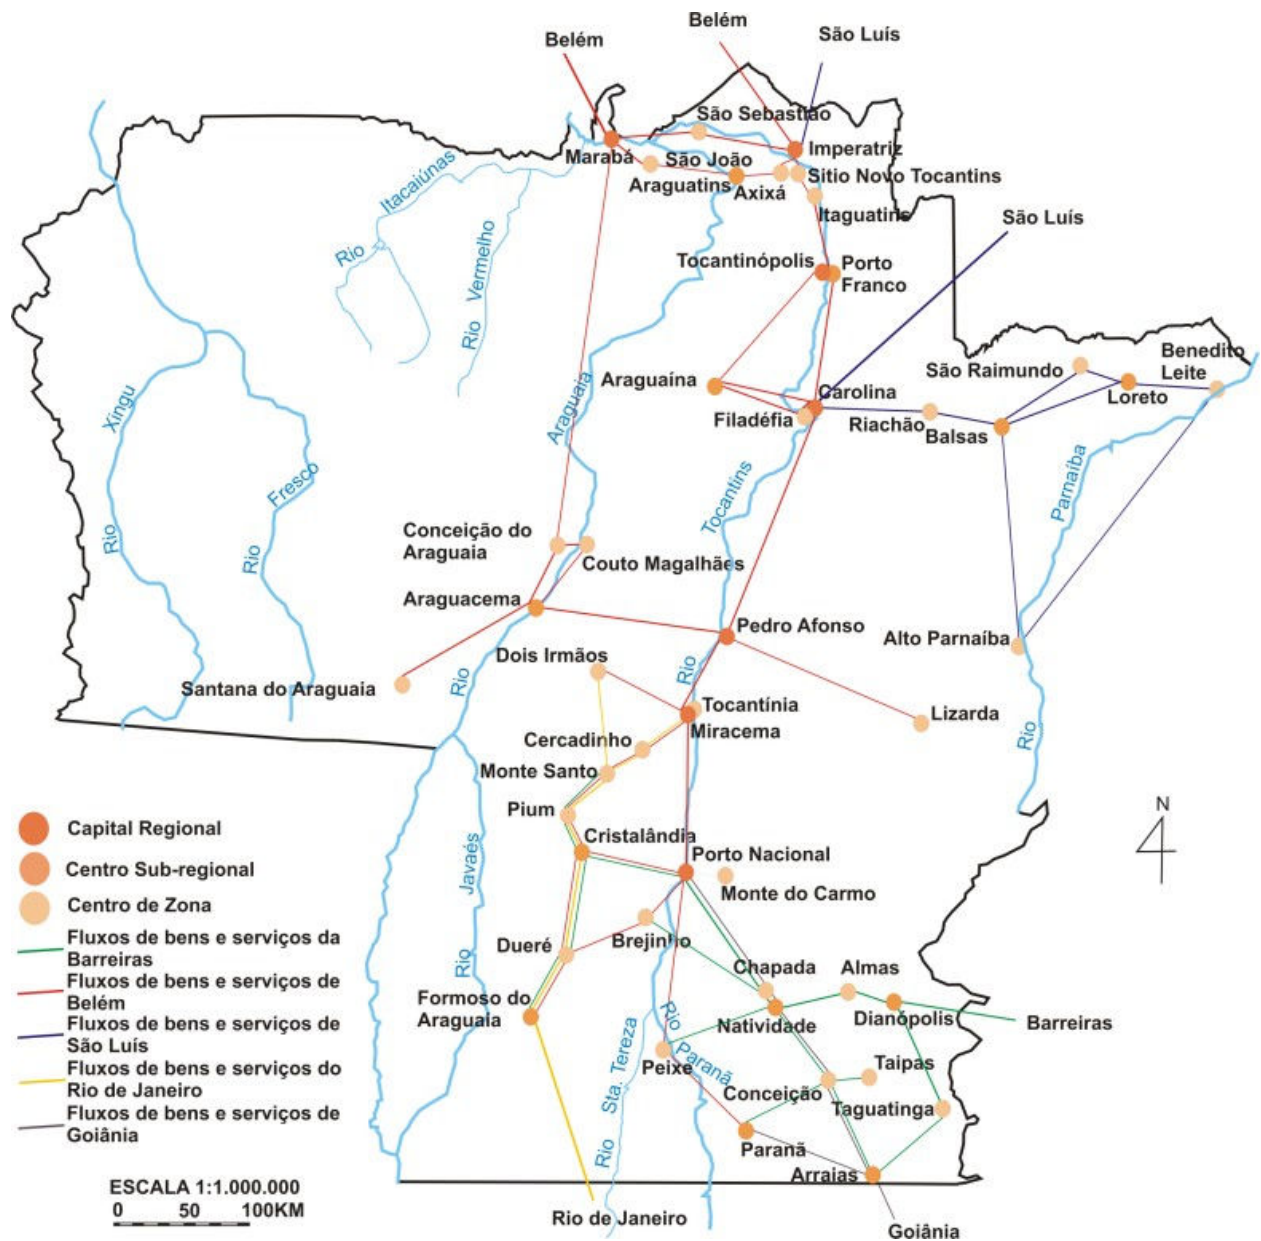 Belém
Belém
São Luís
São Sebastião
Imperatriz
Marabá
São João
Araguatins
Axixá
Sitio Novo Tocantins
Itaguatins
Itacaiúnas
Rio
Rio Vermelho
São Luís
Tocantinópolis
Porto
Franco
Araguaína
Carolina
Filadéfia
Riachão
Balsas
São Raimundo
Loreto
Benedito
Leite
Xingu
Rio
Fresco
Rio
Araguaia
Rio
Tocantins
Rio
Parnaíba
Rio
Conceição do
Araguaia
Couto Magalhães
Araguacema
Pedro Afonso
Alto Parnaíba
Dois Irmãos
Santana do Araguaia
Tocantínia
Miracema
Lizarda
Cercadinho
Monte Santo
Pium
Cristalândia
Porto Nacional
Monte do Carmo
Javaés
Rio
Dueré
Brejinho
Formoso do
Araguaia
Chapada
Almas
Natividade
Dianópolis
Barreiras
Rio
Paranã
Peixe
Rio Sta. Tereza
Taipas
Conceição
Taguatinga
Paranã
Arraias
Rio de Janeiro
Goiânia
N
Capital Regional
Centro Sub-regional
Centro de Zona
Fluxos de bens e serviços da
Barreiras
Fluxos de bens e serviços de
Belém
Fluxos de bens e serviços de
São Luís
Fluxos de bens e serviços do
Rio de Janeiro
Fluxos de bens e serviços de
Goiânia
ESCALA 1:1.000.000
0 50 100KM